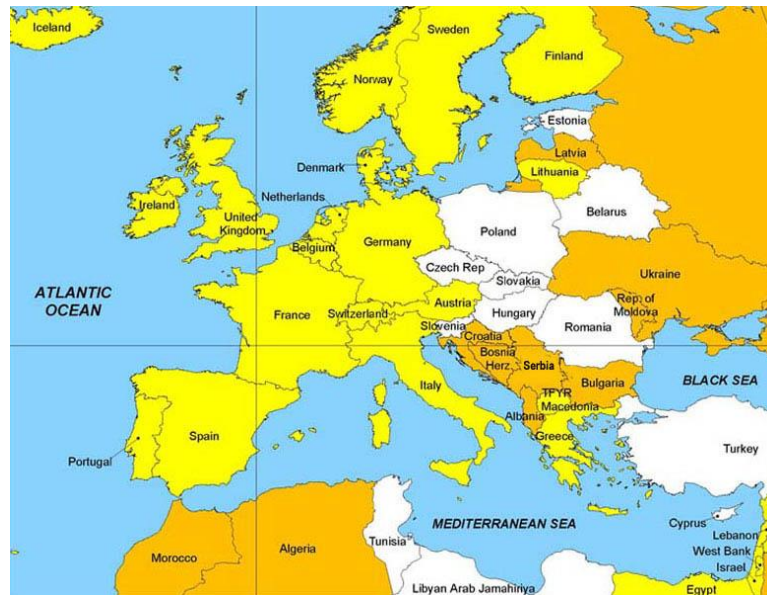 Iceland
Sweden
Finland
Norway
Estonia
Latvia
Denmark
Lithuania
Netherlands
Ireland
United
Kingdom
Belarus
Poland
Belgium
Germany
Czech Rep
Slovakia
Ukraine
ATLANTIC
OCEAN
France
Switzerland
Austria
Hungary
Rep. of
Moldova
Slovenia
Romania
Croatia
Bosnia
Herz.
Serbia
BLACK SEA
Italy
Bulgaria
TFYR
Macedonia
Albania
Spain
Greece
Portugal
Turkey
MEDITERRANEAN SEA
Cyprus
Lebanon
West Bank
Israel
Tunisia
Morocco
Algeria
Libyan Arab Jamahiriya
Egypt